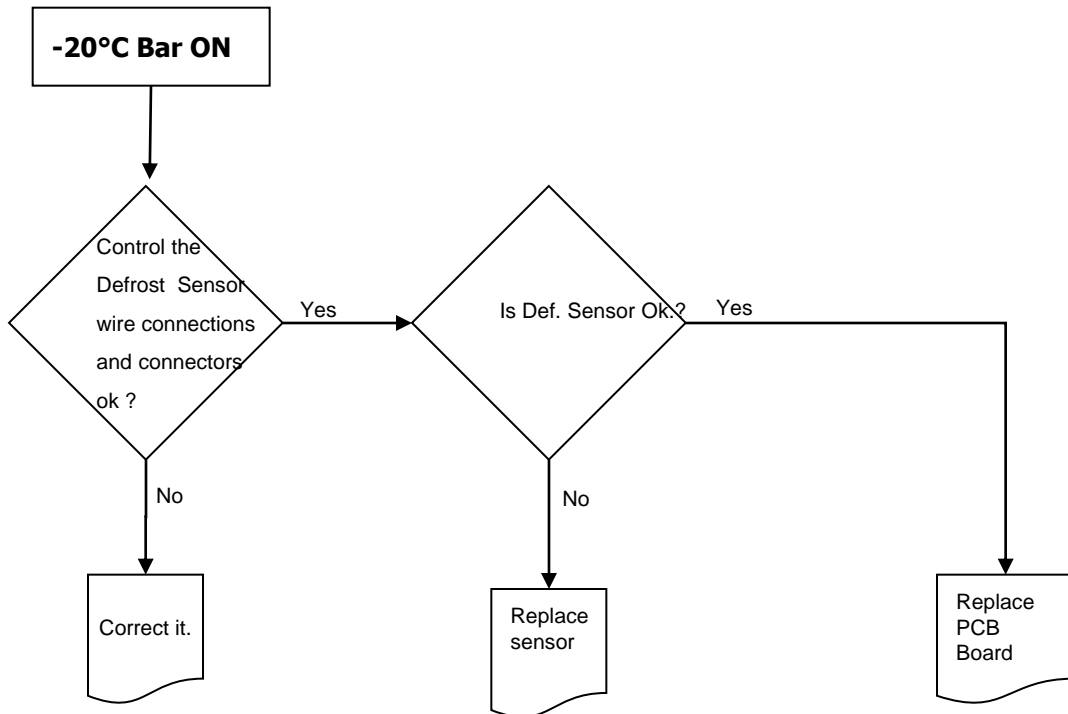 -20°C Bar ON
Control the
Defrost Sensor
wire connections
and connectors
ok ?
Yes
Is Def. Sensor Ok.?
Yes
No
No
Correct it.
Replace
sensor
Replace
PCB
Board